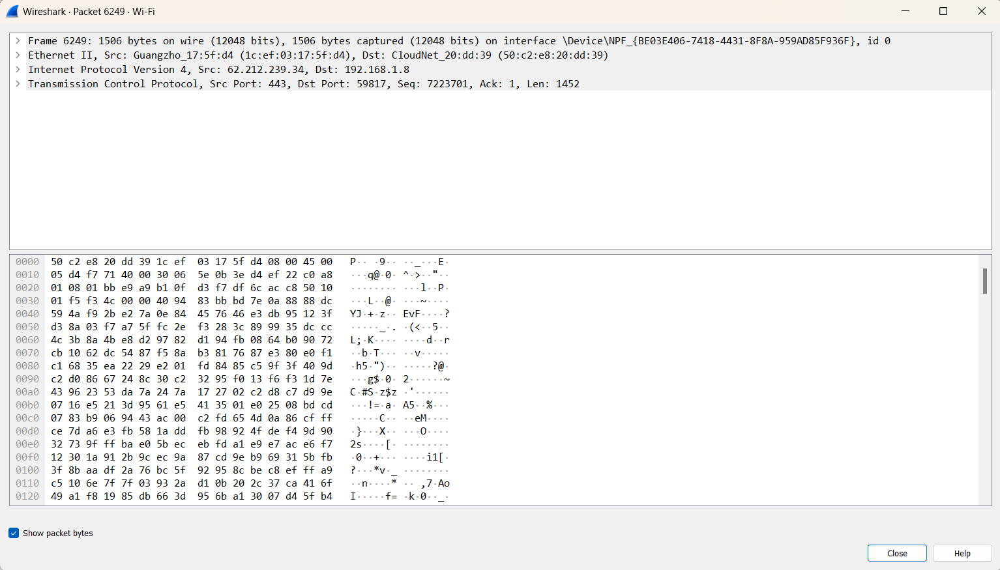 Wireshark · Packet 6249 · Wi-Fi
Frame 6249: 1506 bytes on wire (12048 bits), 1506 bytes captured (12048 bits) on interface \Device\NPF_{BE03E406-7418-4431-8F8A-959AD85F936F}, id 0
Ethernet II, Src: Guangzho_17:5f:d4 (1c:ef:03:17:5f:d4), Dst: CloudNet_20:dd:39 (50:c2:e8:20:dd:39)
Internet Protocol Version 4, Src: 62.212.239.34, Dst: 192.168.1.8
Transmission Control Protocol, Src Port: 443, Dst Port: 59817, Seq: 7223701, Ack: 1, Len: 1452
0000 50 c2 e8 20 dd 39 1c ef 03 17 5f d4 08 00 45 00 P·· ·9·· ··_···E·
0010 05 d4 f7 71 40 00 30 06 5e 0b 3e d4 ef 22 c0 a8 ···q@·0· ^·>··"··
0020 01 08 01 bb e9 a9 b1 0f d3 f7 df 6c ac c8 50 10 ········ ···l··P·
0030 01 f5 f3 4c 00 00 40 94 83 bb bd 7e 0a 88 88 dc ···L··@· ···~····
0040 59 4a f9 2b e2 7a 0e 84 45 76 46 e3 db 95 12 3f YJ·+·z·· EvF····?
0050 d3 8a 03 f7 a7 5f fc 2e f3 28 3c 89 99 35 dc cc ·····_·. ·(<··5··
0060 4c 3b 8a 4b e8 d2 97 82 d1 94 fb 08 64 b0 90 72 L;·K···· ····d··r
0070 cb 10 62 dc 54 87 f5 8a b3 81 76 87 e3 80 e0 f1 ··b·T··· ··v·····
0080 c1 68 35 ea 22 29 e2 01 fd 84 85 c5 9f 3f 40 9d ·h5·")·· ·····?@·
0090 c2 d0 86 67 24 8c 30 c2 32 95 f0 13 f6 f3 1d 7e ···g$·0· 2······~
00a0 43 96 23 53 da 7a 24 7a 17 27 02 c2 d8 c7 d9 9e C·#S·z$z ·'······
00b0 07 16 e5 21 3d 95 61 e5 41 35 01 e0 25 08 bd cd ···!=·a· A5··%···
00c0 07 83 b9 06 94 43 ac 00 c2 fd 65 4d 0a 86 cf ff ·····C·· ··eM····
00d0 ce 7d a6 e3 fb 58 1a dd fb 98 92 4f de f4 9d 90 ·}···X·· ···O····
00e0 32 73 9f ff ba e0 5b ec eb fd a1 e9 e7 ac e6 f7 2s····[· ········
00f0 12 30 1a 91 2b 9c ec 9a 87 cd 9e b9 69 31 5b fb ·0··+··· ····i1[·
0100 3f 8b aa df 2a 76 bc 5f 92 95 8c be c8 ef ff a9 ?···*v·_ ········
0110 c5 10 6e 7f 7f 03 93 2a d1 0b 20 2c 37 ca 41 6f ··n····* ·· ,7·Ao
0120 49 a1 f8 19 85 db 66 3d 95 6b a1 30 07 d4 5f b4 I·····f= ·k·0··_·
Show packet bytes
Close
Help